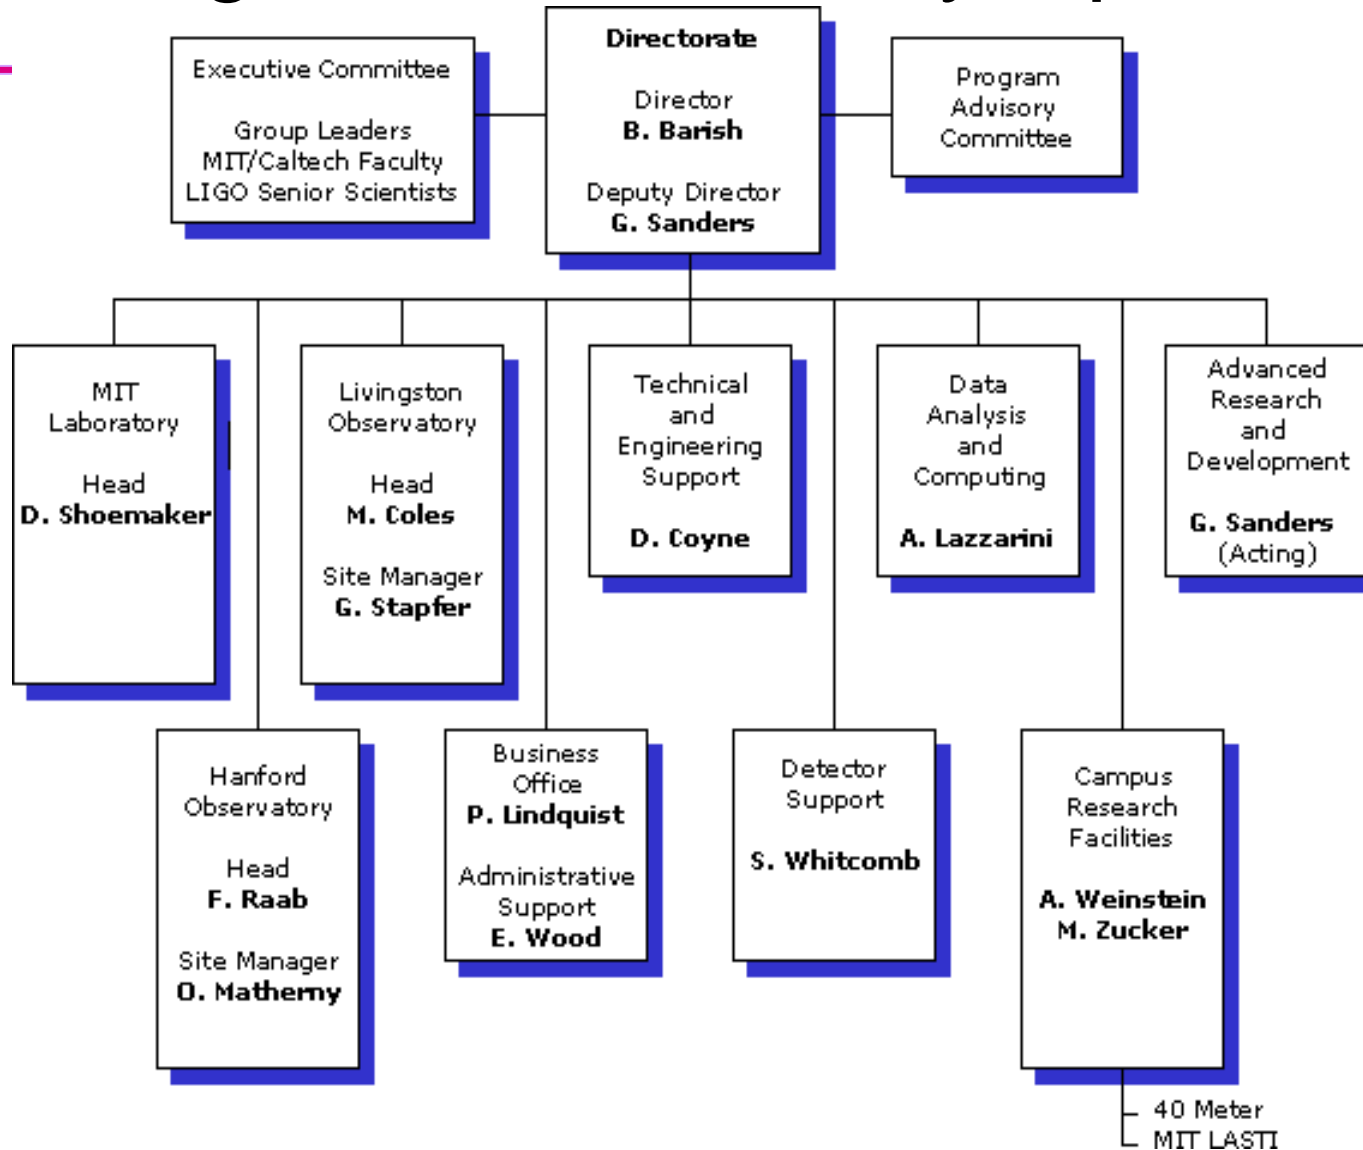 Directorate
Director
B. Barish
Deputy Director
G. Sanders
Executive Committee
Group Leaders
MIT/Caltech Faculty
LIGO Senior Scientists
Program
Advisory
Committee
MIT
Laboratory
Head
D. Shoemaker
Livingston
Observatory
Head
M. Coles
Site Manager
G. Stapfer
Technical
and
Engineering
Support
D. Coyne
Data
Analysis
and
Computing
A. Lazzarini
Advanced
Research
and
Development
G. Sanders
(Acting)
Hanford
Observatory
Head
F. Raab
Site Manager
O. Matherny
Business
Office
P. Lindquist
Administrative
Support
E. Wood
Detector
Support
S. Whitcomb
Campus
Research
Facilities
A. Weinstein
M. Zucker
40 Meter
MIT LASTI